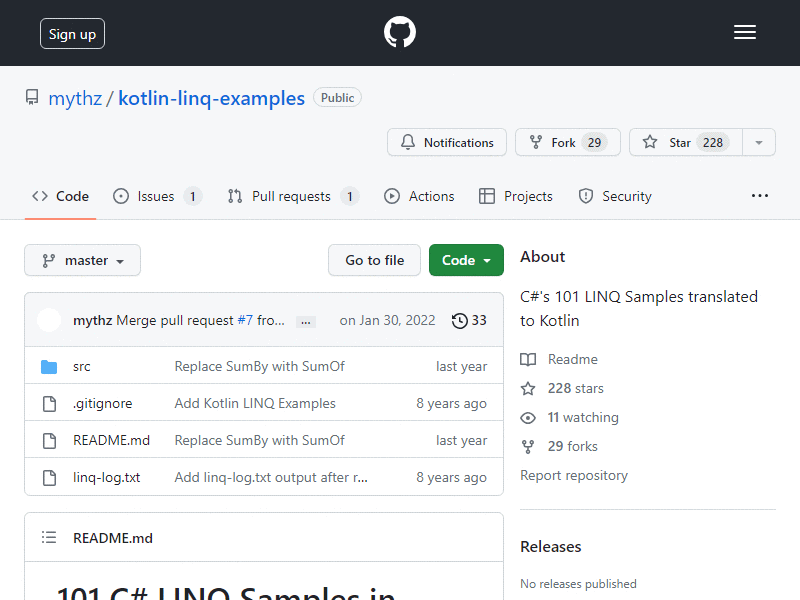 Sign up
mythz / kotlin-linq-examples Public
Notifications Fork 29 Star 228
Code Issues 1 Pull requests 1 Actions Projects Security ...
master Go to file Code
mythz Merge pull request #7 fro... ... on Jan 30, 2022 33
src Replace SumBy with SumOf last year
.gitignore Add Kotlin LINQ Examples 8 years ago
README.md Replace SumBy with SumOf last year
linq-log.txt Add linq-log.txt output after r... 8 years ago
README.md
101 C# LINQ Samples in
About
C#'s 101 LINQ Samples translated
to Kotlin
Readme
228 stars
11 watching
29 forks
Report repository
Releases
No releases published